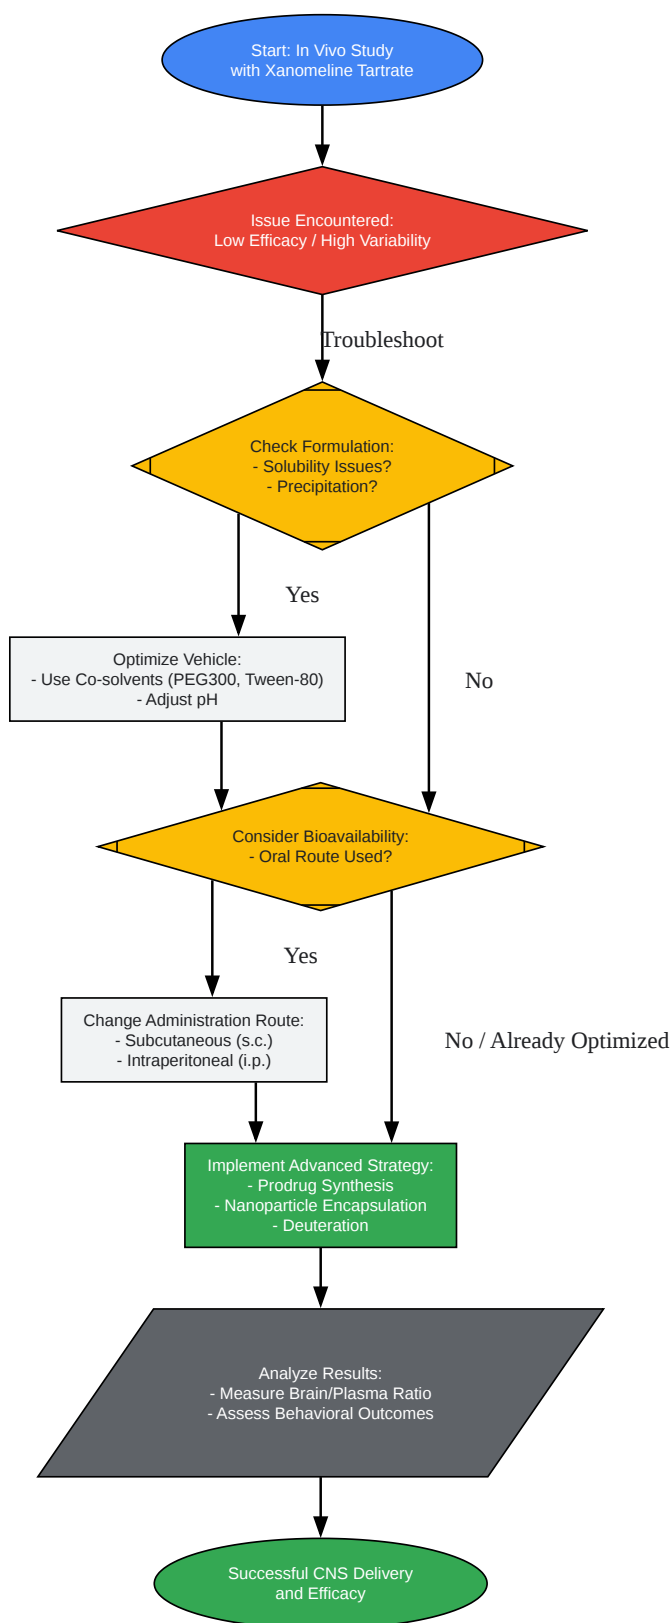 Start: In Vivo Study
with Xanomeline Tartrate
Issue Encountered:
Low Efficacy / High Variability
Troubleshoot
Check Formulation:
- Solubility Issues?
- Precipitation?
Yes
Optimize Vehicle:
- Use Co-solvents (PEG300, Tween-80)
- Adjust pH
No
Consider Bioavailability:
- Oral Route Used?
Yes
Change Administration Route:
- Subcutaneous (s.c.)
- Intraperitoneal (i.p.)
No / Already Optimized
Implement Advanced Strategy:
- Prodrug Synthesis
- Nanoparticle Encapsulation
- Deuteration
Analyze Results:
- Measure Brain/Plasma Ratio
- Assess Behavioral Outcomes
Successful CNS Delivery
and Efficacy